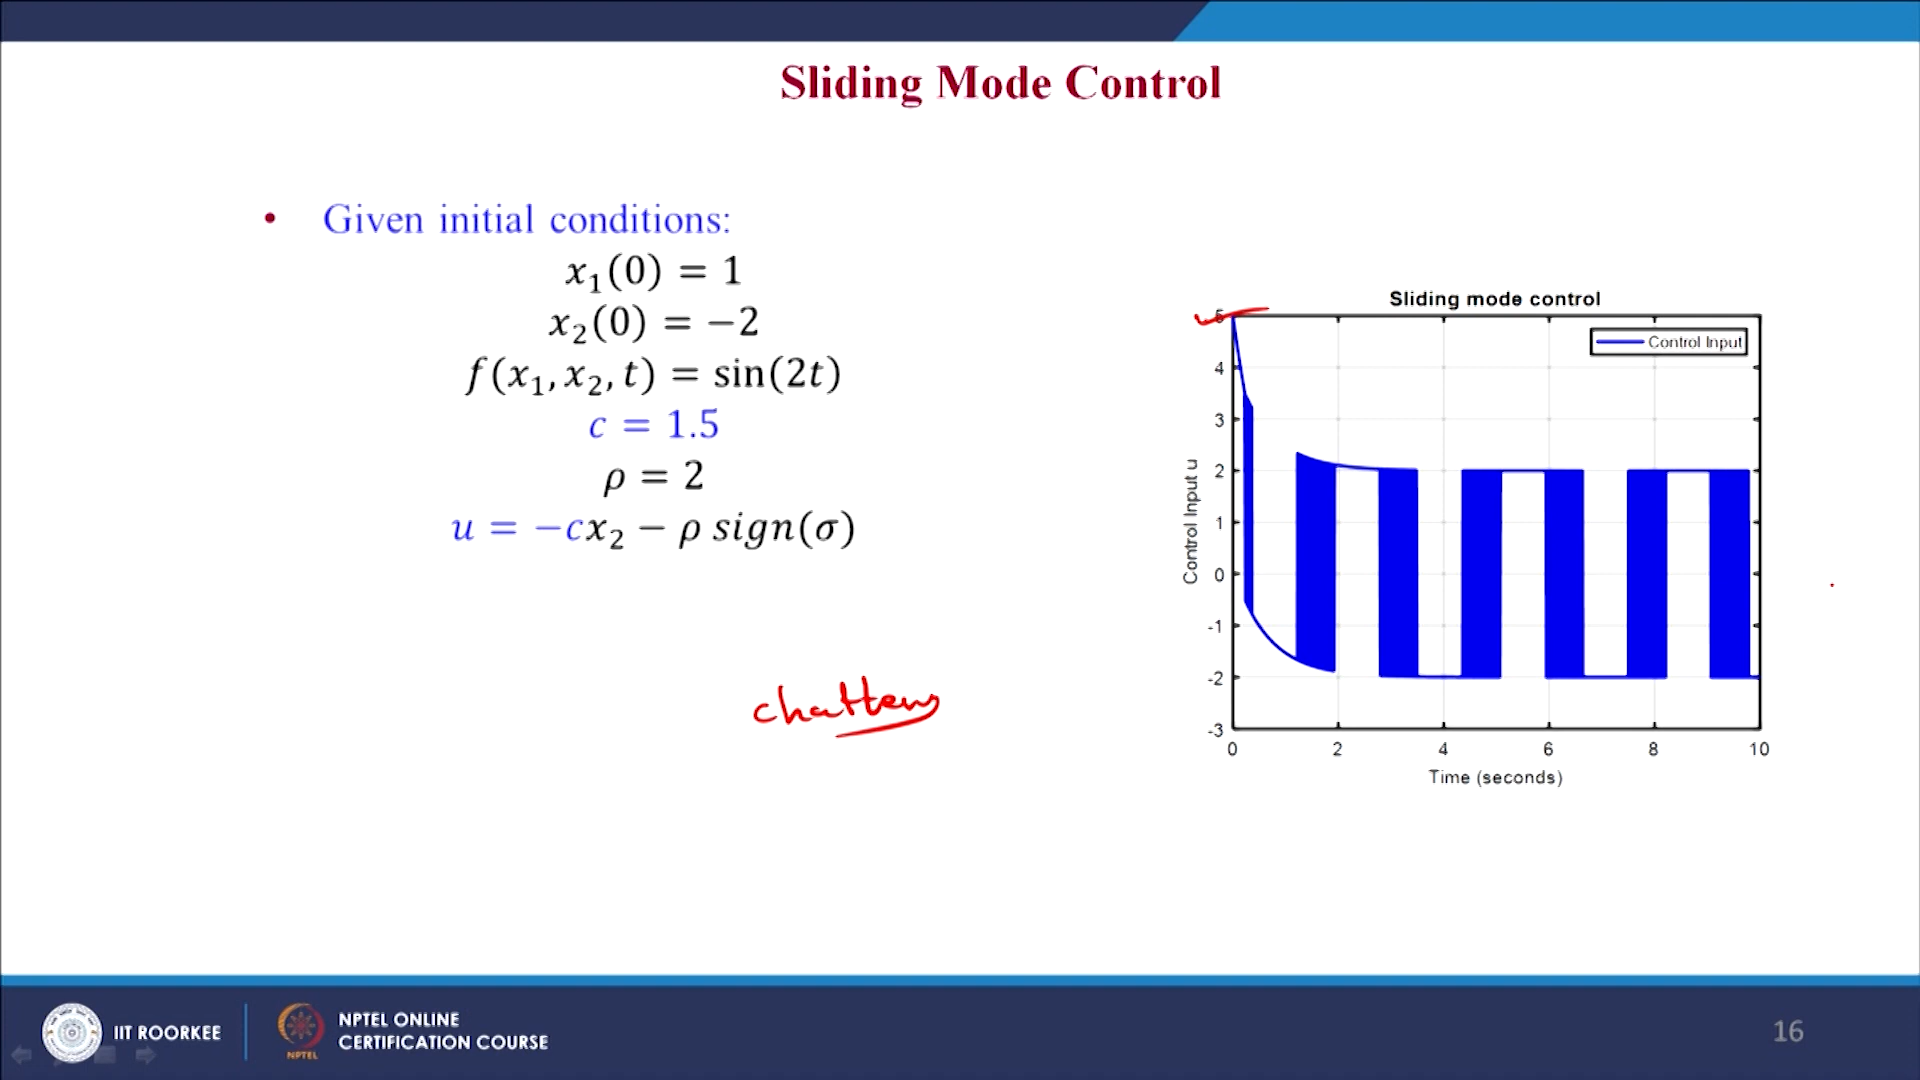 Sliding Mode Control
• Given initial conditions:
x₁(0) = 1
x₂(0) = −2
f(x₁, x₂, t) = sin(2t)
c = 1.5
ρ = 2
u = −cx₂ − ρ sign(σ)
Sliding mode control
Control Input
5
4
3
2
1
0
-1
-2
-3
Control Input u
0 2 4 6 8 10
Time (seconds)
IIT ROORKEE
NPTEL
NPTEL ONLINE
CERTIFICATION COURSE
16